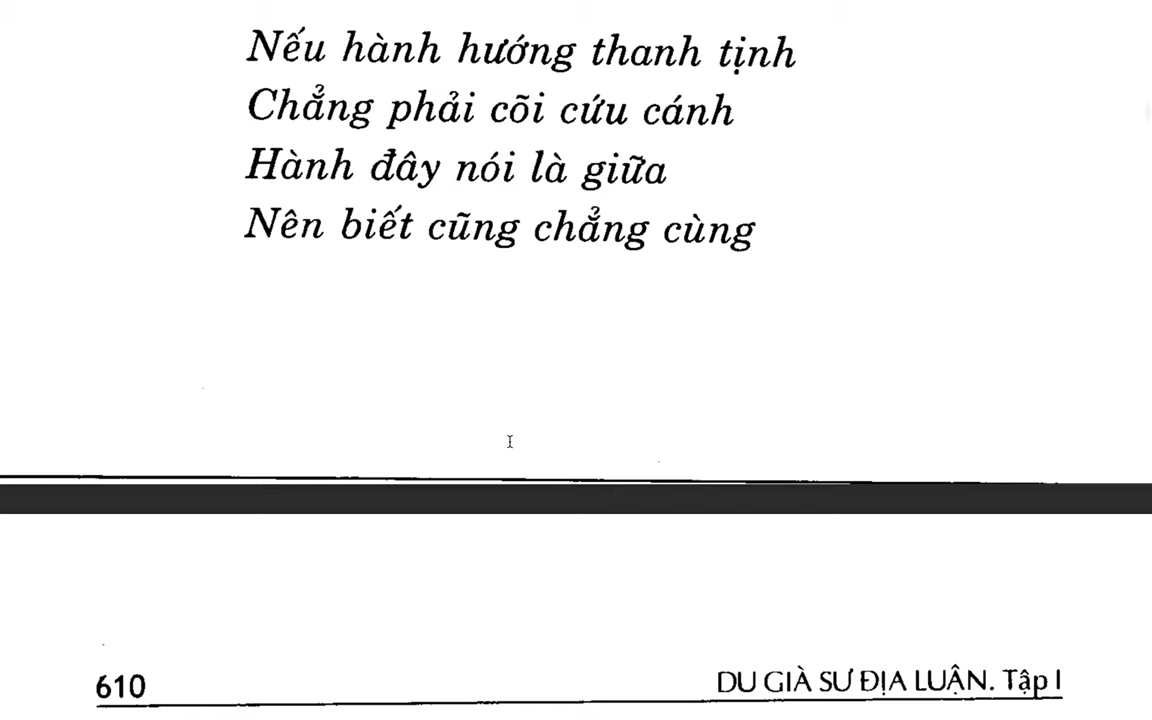 Nếu hành hướng thanh tịnh
Chẳng phải cõi cứu cánh
Hành đây nói là giữa
Nên biết cũng chẳng cùng
610 DU GIÀ SƯ ĐỊA LUẬN. Tập I